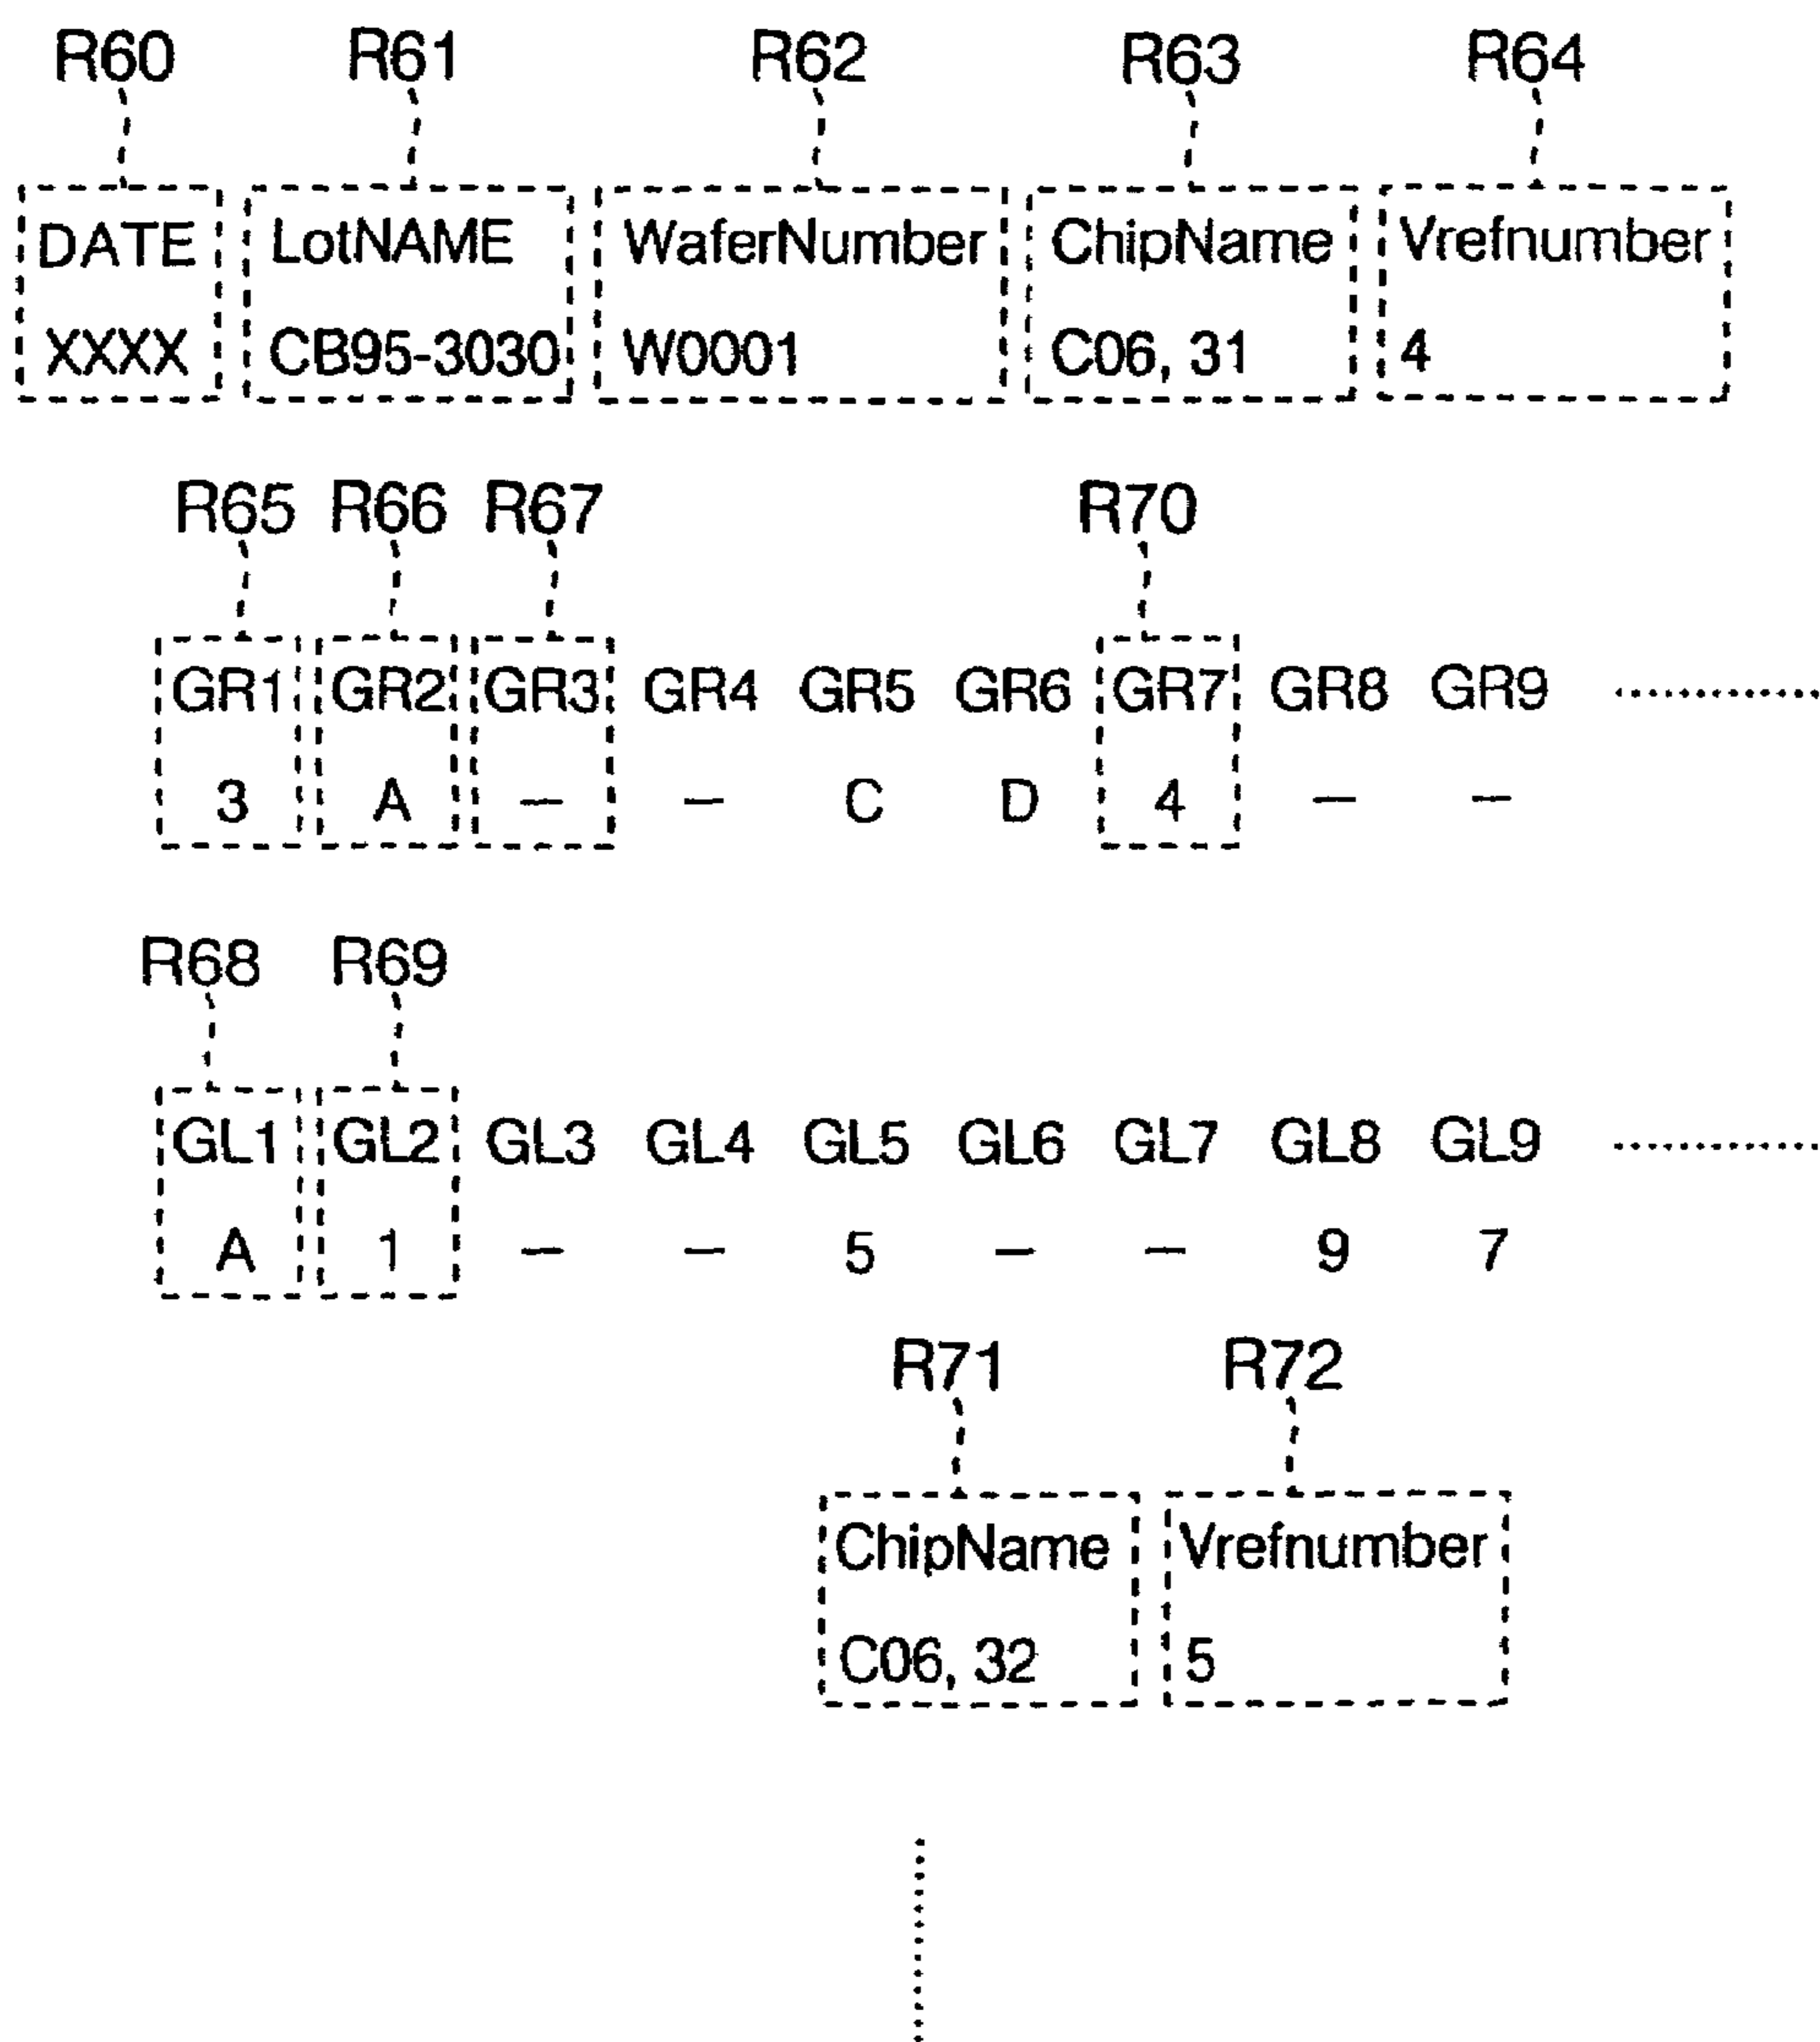 R60 R61 R62 R63 R64
DATE LotNAME WaferNumber ChipName Vrefnumber
XXXX CB95-3030 W0001 C06, 31 4
R65 R66 R67 R70
GR1 GR2 GR3 GR4 GR5 GR6 GR7 GR8 GR9 ............
3 A – – C D 4 – –
R68 R69
GL1 GL2 GL3 GL4 GL5 GL6 GL7 GL8 GL9 ............
A 1 – – 5 – – 9 7
R71 R72
ChipName Vrefnumber
C06, 32 5